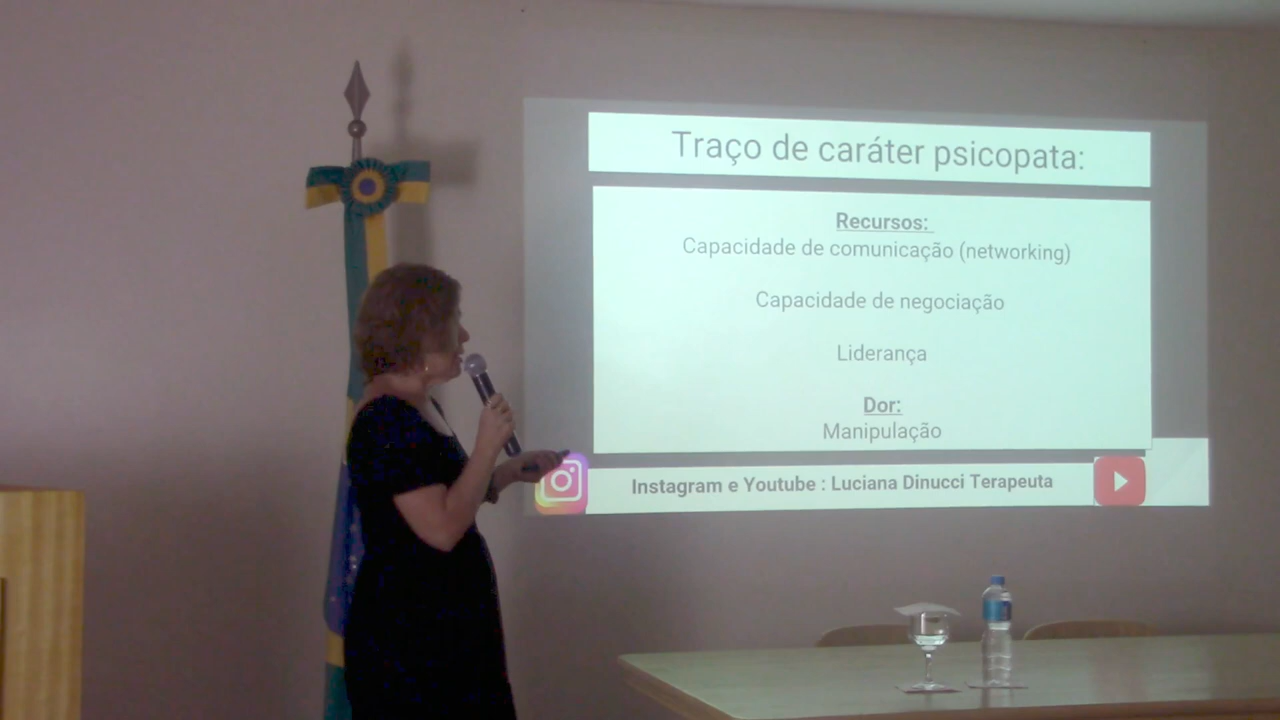 Traço de caráter psicopata:
Recursos:
Capacidade de comunicação (networking)
Capacidade de negociação
Liderança
Dor:
Manipulação
Instagram e Youtube : Luciana Dinucci Terapeuta